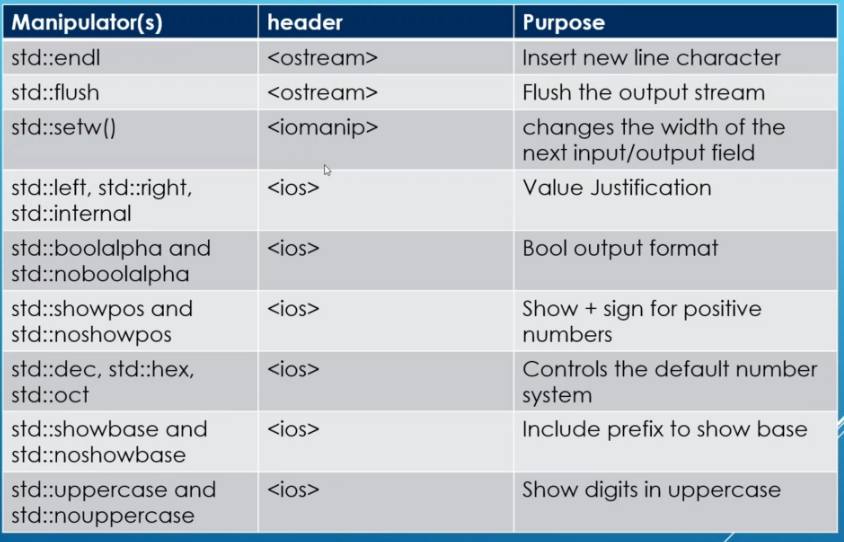 Manipulator(s) header Purpose
std::endl <ostream> Insert new line character
std::flush <ostream> Flush the output stream
std::setw() <iomanip> changes the width of the
next input/output field
std::left, std::right, <ios> Value Justification
std::internal
std::boolalpha and <ios> Bool output format
std::noboolalpha
std::showpos and <ios> Show + sign for positive
std::noshowpos numbers
std::dec, std::hex, <ios> Controls the default number
std::oct system
std::showbase and <ios> Include prefix to show base
std::noshowbase
std::uppercase and <ios> Show digits in uppercase
std::nouppercase